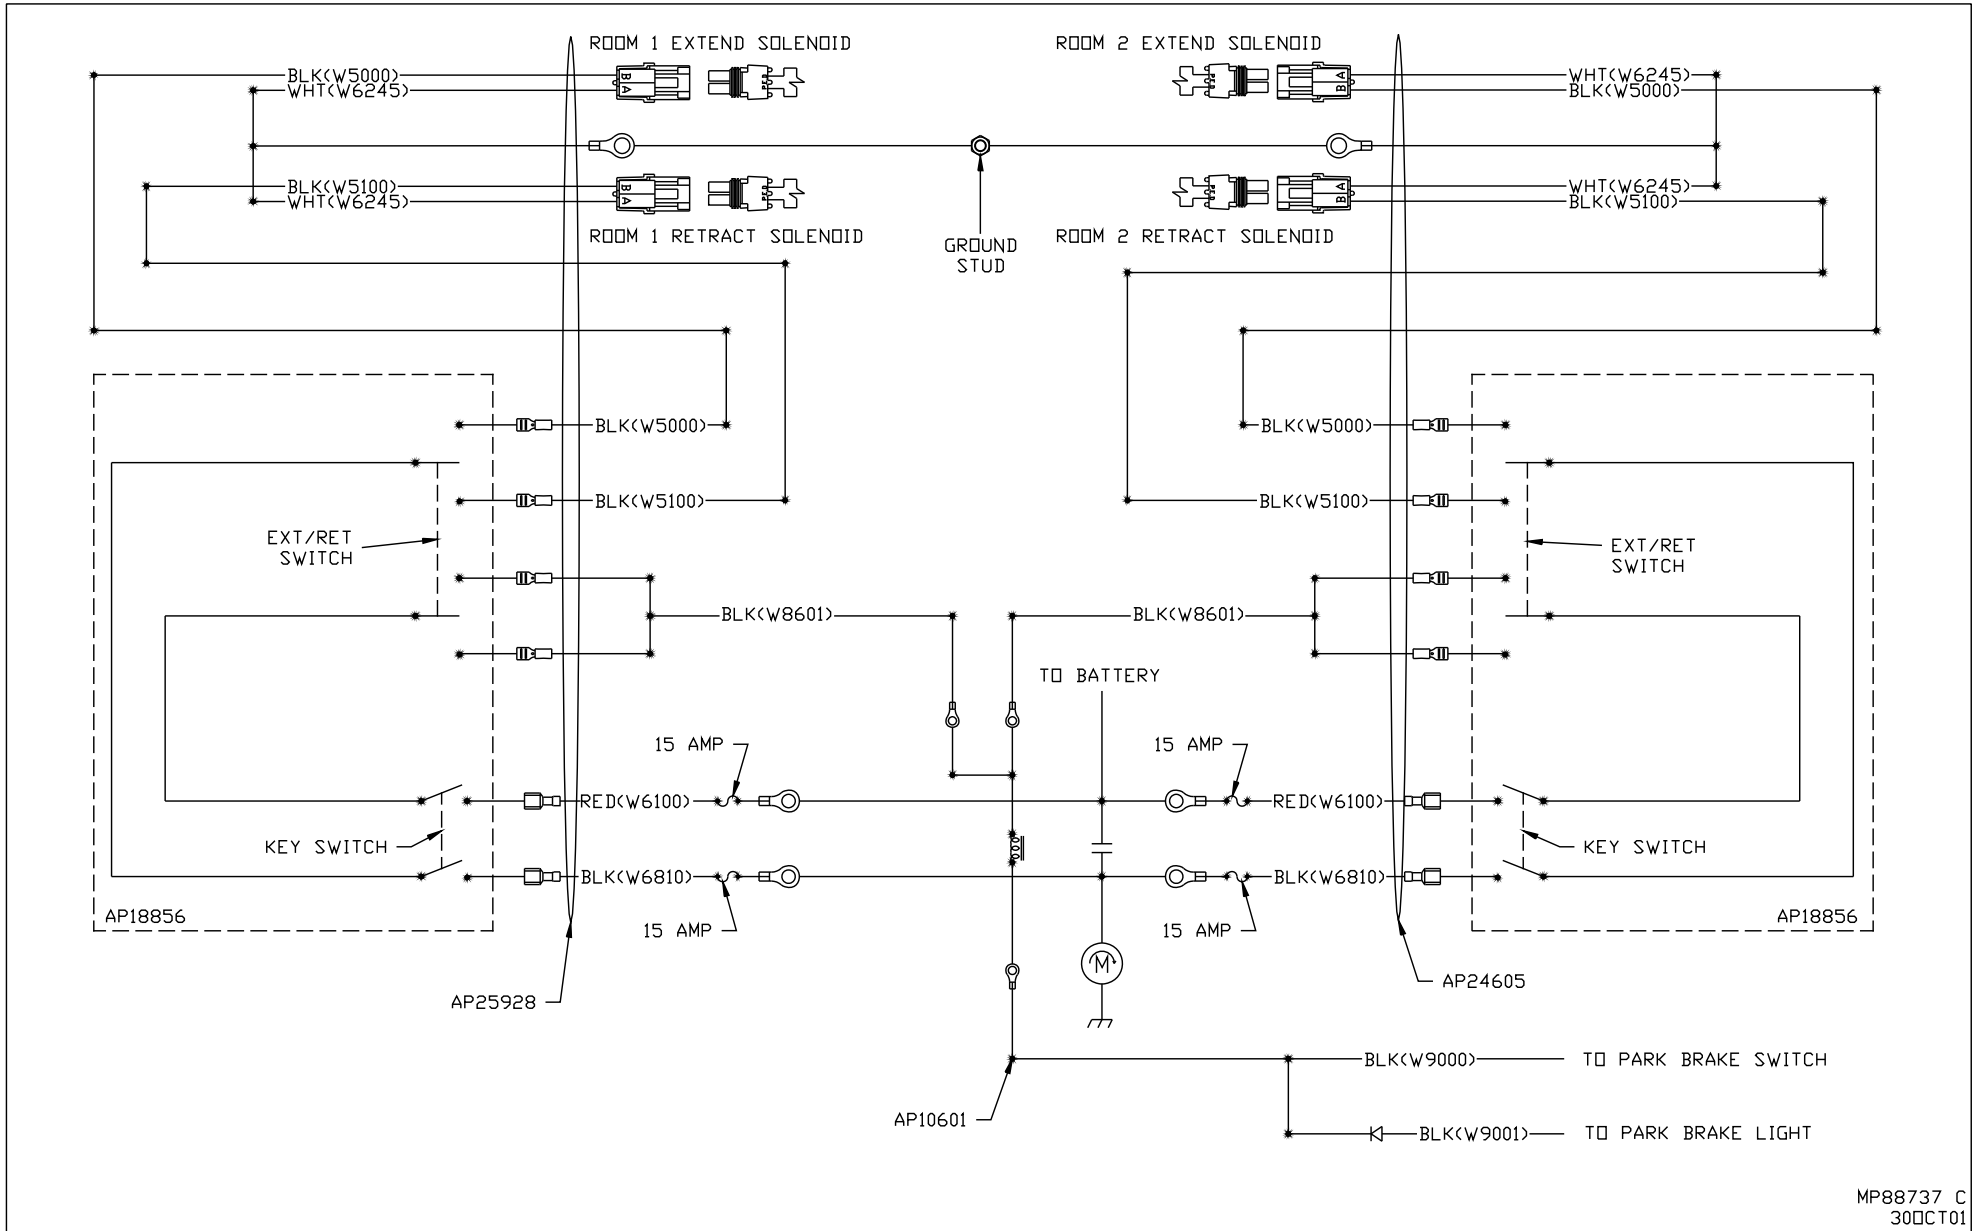 ROOM 1 EXTEND SOLENOID
ROOM 2 EXTEND SOLENOID
BLK(W5000)
WHT(W6245)
B
A
A
B
WHT(W6245)
BLK(W5000)
BLK(W5100)
WHT(W6245)
B
A
A
B
WHT(W6245)
BLK(W5100)
ROOM 1 RETRACT SOLENOID
GROUND
STUD
ROOM 2 RETRACT SOLENOID
BLK(W5000)
BLK(W5000)
BLK(W5100)
BLK(W5100)
EXT/RET
SWITCH
EXT/RET
SWITCH
BLK(W8601)
BLK(W8601)
TO BATTERY
15 AMP
15 AMP
RED(W6100)
RED(W6100)
KEY SWITCH
KEY SWITCH
BLK(W6810)
BLK(W6810)
AP18856
15 AMP
15 AMP
AP18856
M
AP25928
AP24605
BLK(W9000)
TO PARK BRAKE SWITCH
AP10601
BLK(W9001)
TO PARK BRAKE LIGHT
MP88737 C
30OCT01